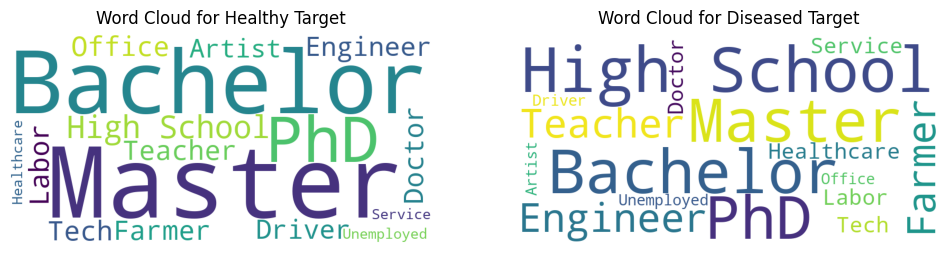 Word Cloud for Healthy Target
Office
Artist
Engineer
Bachelor
High School
PhD
Teacher
Healthcare
Labor
Doctor
Master
Service
Tech
Farmer
Driver
Unemployed
Word Cloud for Diseased Target
Service
High School
Doctor
Driver
Teacher
Master
Farmer
Artist
Bachelor
Healthcare
Office
Unemployed
Labor
Engineer
PhD
Tech